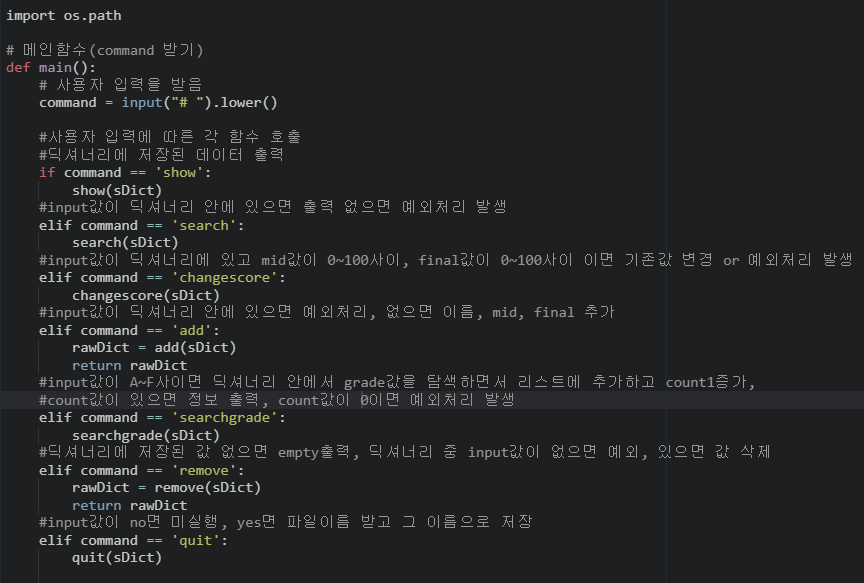 import os.path
# 메인함수(command 받기)
def main():
# 사용자 입력을 받음
command = input("# ").lower()
#사용자 입력에 따른 각 함수 호출
#딕셔너리에 저장된 데이터 출력
if command == 'show':
show(sDict)
#input값이 딕셔너리 안에 있으면 출력 없으면 예외처리 발생
elif command == 'search':
search(sDict)
#input값이 딕셔너리에 있고 mid값이 0~100사이, final값이 0~100사이 이면 기존값 변경 or 예외처리 발생
elif command == 'changescore':
changescore(sDict)
#input값이 딕셔너리 안에 있으면 예외처리, 없으면 이름, mid, final 추가
elif command == 'add':
rawDict = add(sDict)
return rawDict
#input값이 A~F사이면 딕셔너리 안에서 grade값을 탐색하면서 리스트에 추가하고 count1증가,
#count값이 있으면 정보 출력, count값이 0이면 예외처리 발생
elif command == 'searchgrade':
searchgrade(sDict)
#딕셔너리에 저장된 값 없으면 empty출력, 딕셔너리 중 input값이 없으면 예외, 있으면 값 삭제
elif command == 'remove':
rawDict = remove(sDict)
return rawDict
#input값이 no면 미실행, yes면 파일이름 받고 그 이름으로 저장
elif command == 'quit':
quit(sDict)